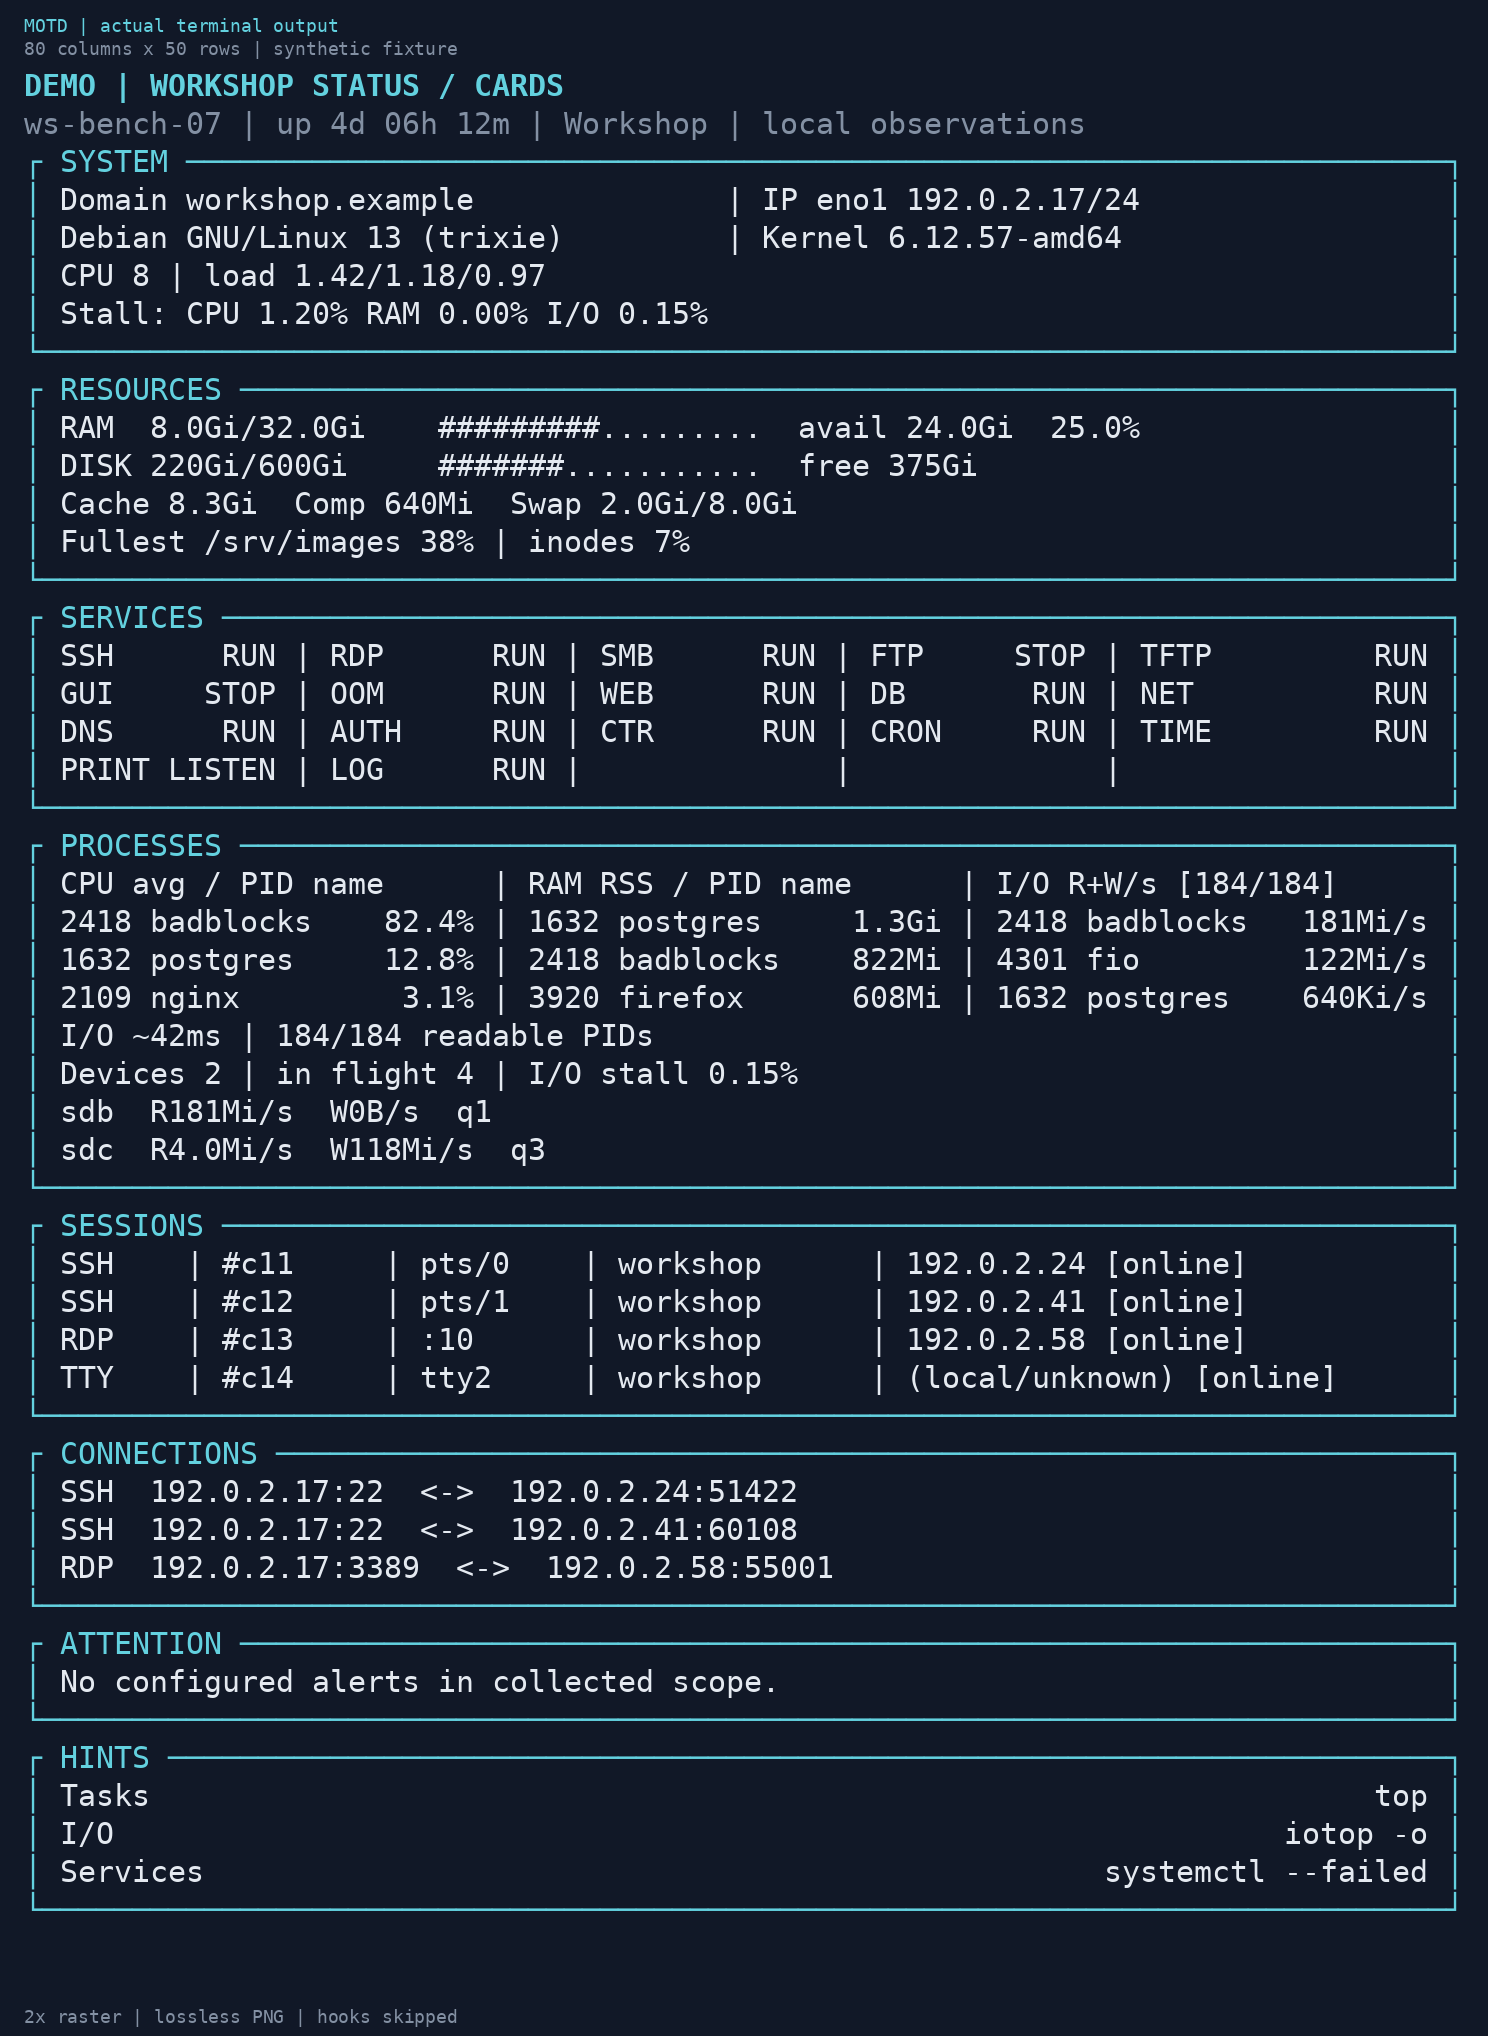 MOTD | actual terminal output
80 columns x 50 rows | synthetic fixture
DEMO | WORKSHOP STATUS / CARDS
ws-bench-07 | up 4d 06h 12m | Workshop | local observations
SYSTEM
Domain workshop.example | IP eno1 192.0.2.17/24
Debian GNU/Linux 13 (trixie) | Kernel 6.12.57-amd64
CPU 8 | load 1.42/1.18/0.97
Stall: CPU 1.20% RAM 0.00% I/O 0.15%
RESOURCES
RAM 8.0Gi/32.0Gi #########......... avail 24.0Gi 25.0%
DISK 220Gi/600Gi #######........... free 375Gi
Cache 8.3Gi Comp 640Mi Swap 2.0Gi/8.0Gi
Fullest /srv/images 38% | inodes 7%
SERVICES
SSH RUN | RDP RUN | SMB RUN | FTP STOP | TFTP RUN
GUI STOP | OOM RUN | WEB RUN | DB RUN | NET RUN
DNS RUN | AUTH RUN | CTR RUN | CRON RUN | TIME RUN
PRINT LISTEN | LOG RUN | | |
PROCESSES
CPU avg / PID name | RAM RSS / PID name | I/O R+W/s [184/184]
2418 badblocks 82.4% | 1632 postgres 1.3Gi | 2418 badblocks 181Mi/s
1632 postgres 12.8% | 2418 badblocks 822Mi | 4301 fio 122Mi/s
2109 nginx 3.1% | 3920 firefox 608Mi | 1632 postgres 640Ki/s
I/O ~42ms | 184/184 readable PIDs
Devices 2 | in flight 4 | I/O stall 0.15%
sdb R181Mi/s W0B/s q1
sdc R4.0Mi/s W118Mi/s q3
SESSIONS
SSH | #c11 | pts/0 | workshop | 192.0.2.24 [online]
SSH | #c12 | pts/1 | workshop | 192.0.2.41 [online]
RDP | #c13 | :10 | workshop | 192.0.2.58 [online]
TTY | #c14 | tty2 | workshop | (local/unknown) [online]
CONNECTIONS
SSH 192.0.2.17:22 <-> 192.0.2.24:51422
SSH 192.0.2.17:22 <-> 192.0.2.41:60108
RDP 192.0.2.17:3389 <-> 192.0.2.58:55001
ATTENTION
No configured alerts in collected scope.
HINTS
Tasks top
I/O iotop -o
Services systemctl --failed
2x raster | lossless PNG | hooks skipped